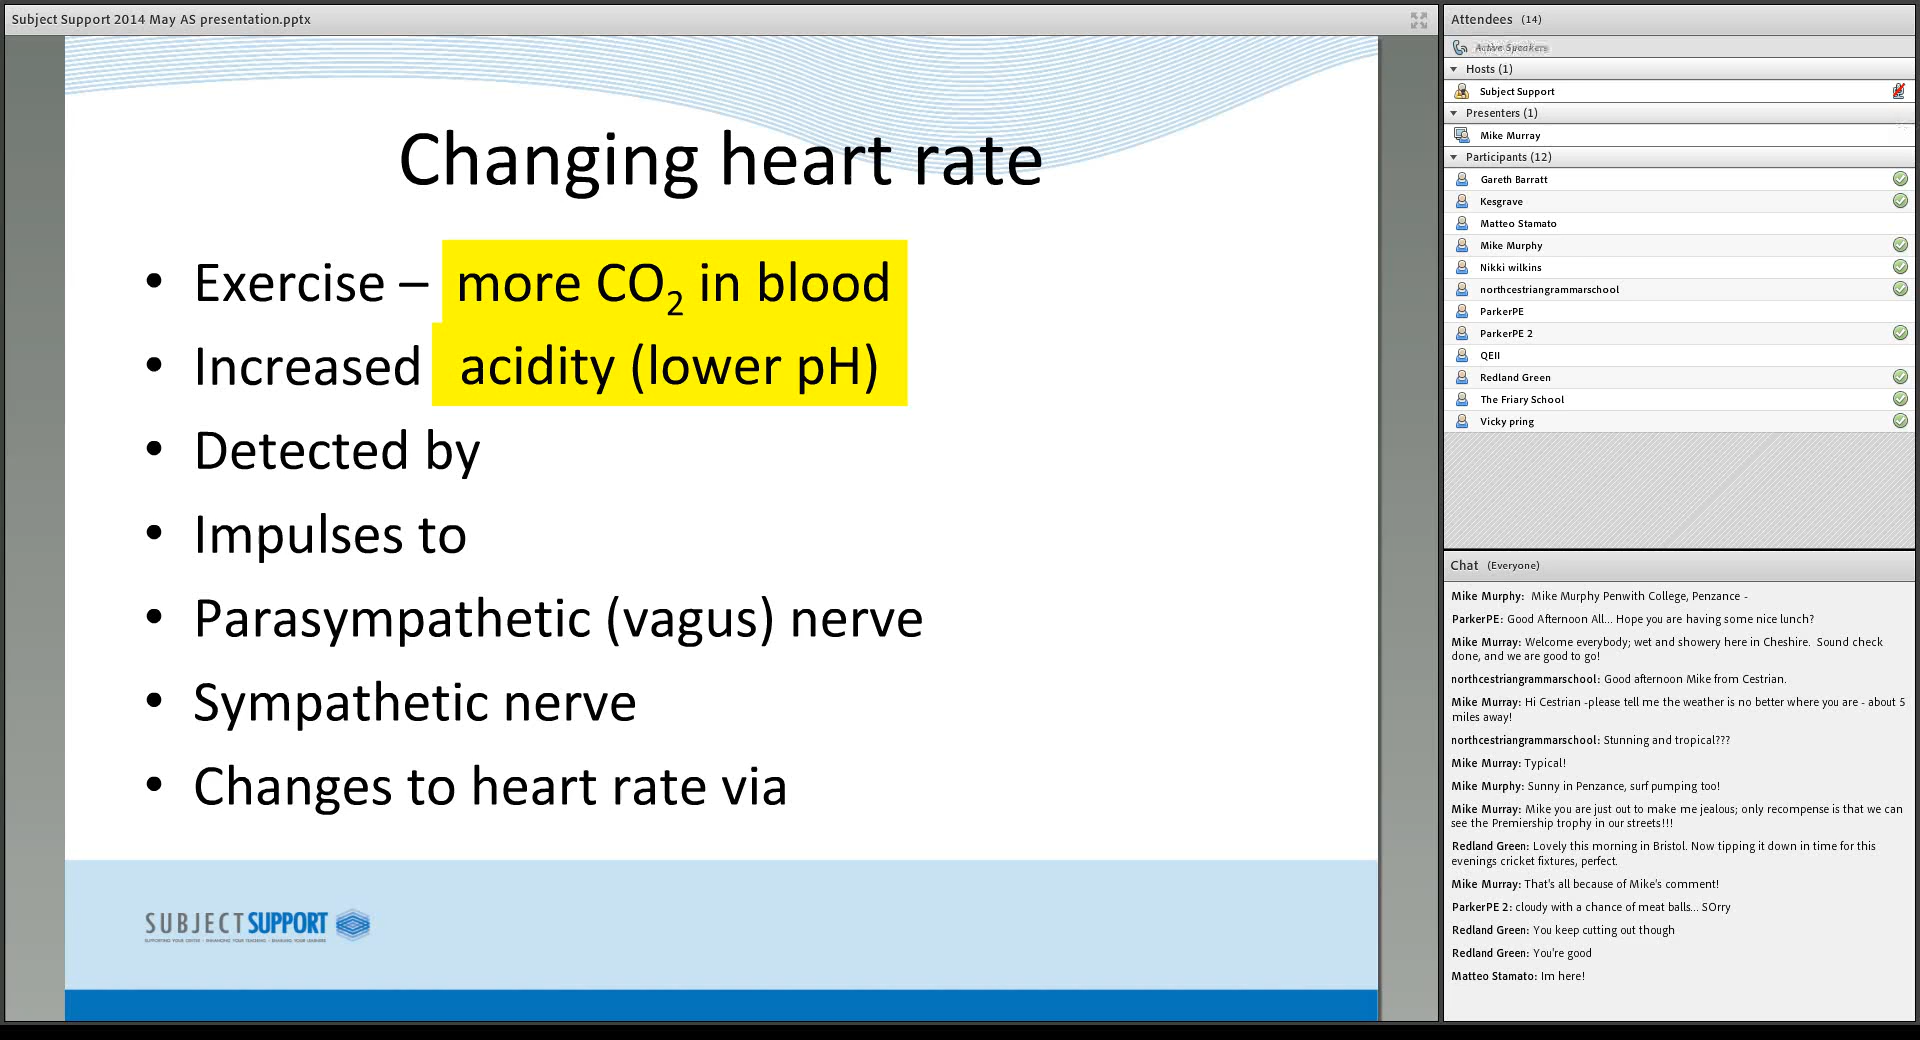 Subject Support 2014 May AS presentation.pptx
Changing heart rate
• Exercise – more CO₂ in blood
• Increased acidity (lower pH)
• Detected by
• Impulses to
• Parasympathetic (vagus) nerve
• Sympathetic nerve
• Changes to heart rate via
SUBJECTSUPPORT
SUPPORTING YOUR CENTRE - ENHANCING YOUR TEACHING - ENABLING YOUR LEARNERS
Attendees (14)
Active Speakers
Hosts (1)
Subject Support
Presenters (1)
Mike Murray
Participants (12)
Gareth Barratt
Kesgrave
Matteo Stamato
Mike Murphy
Nikki wilkins
northcestriangrammarschool
ParkerPE
ParkerPE 2
QEII
Redland Green
The Friary School
Vicky pring
Chat (Everyone)
Mike Murphy: Mike Murphy Penwith College, Penzance -
ParkerPE: Good Afternoon All... Hope you are having some nice lunch?
Mike Murray: Welcome everybody; wet and showery here in Cheshire. Sound check
done, and we are good to go!
northcestriangrammarschool: Good afternoon Mike from Cestrian.
Mike Murray: Hi Cestrian -please tell me the weather is no better where you are - about 5
miles away!
northcestriangrammarschool: Stunning and tropical???
Mike Murray: Typical!
Mike Murphy: Sunny in Penzance, surf pumping too!
Mike Murray: Mike you are just out to make me jealous; only recompense is that we can
see the Premiership trophy in our streets!!!
Redland Green: Lovely this morning in Bristol. Now tipping it down in time for this
evenings cricket fixtures, perfect.
Mike Murray: That's all because of Mike's comment!
ParkerPE 2: cloudy with a chance of meat balls... SOrry
Redland Green: You keep cutting out though
Redland Green: You're good
Matteo Stamato: Im here!